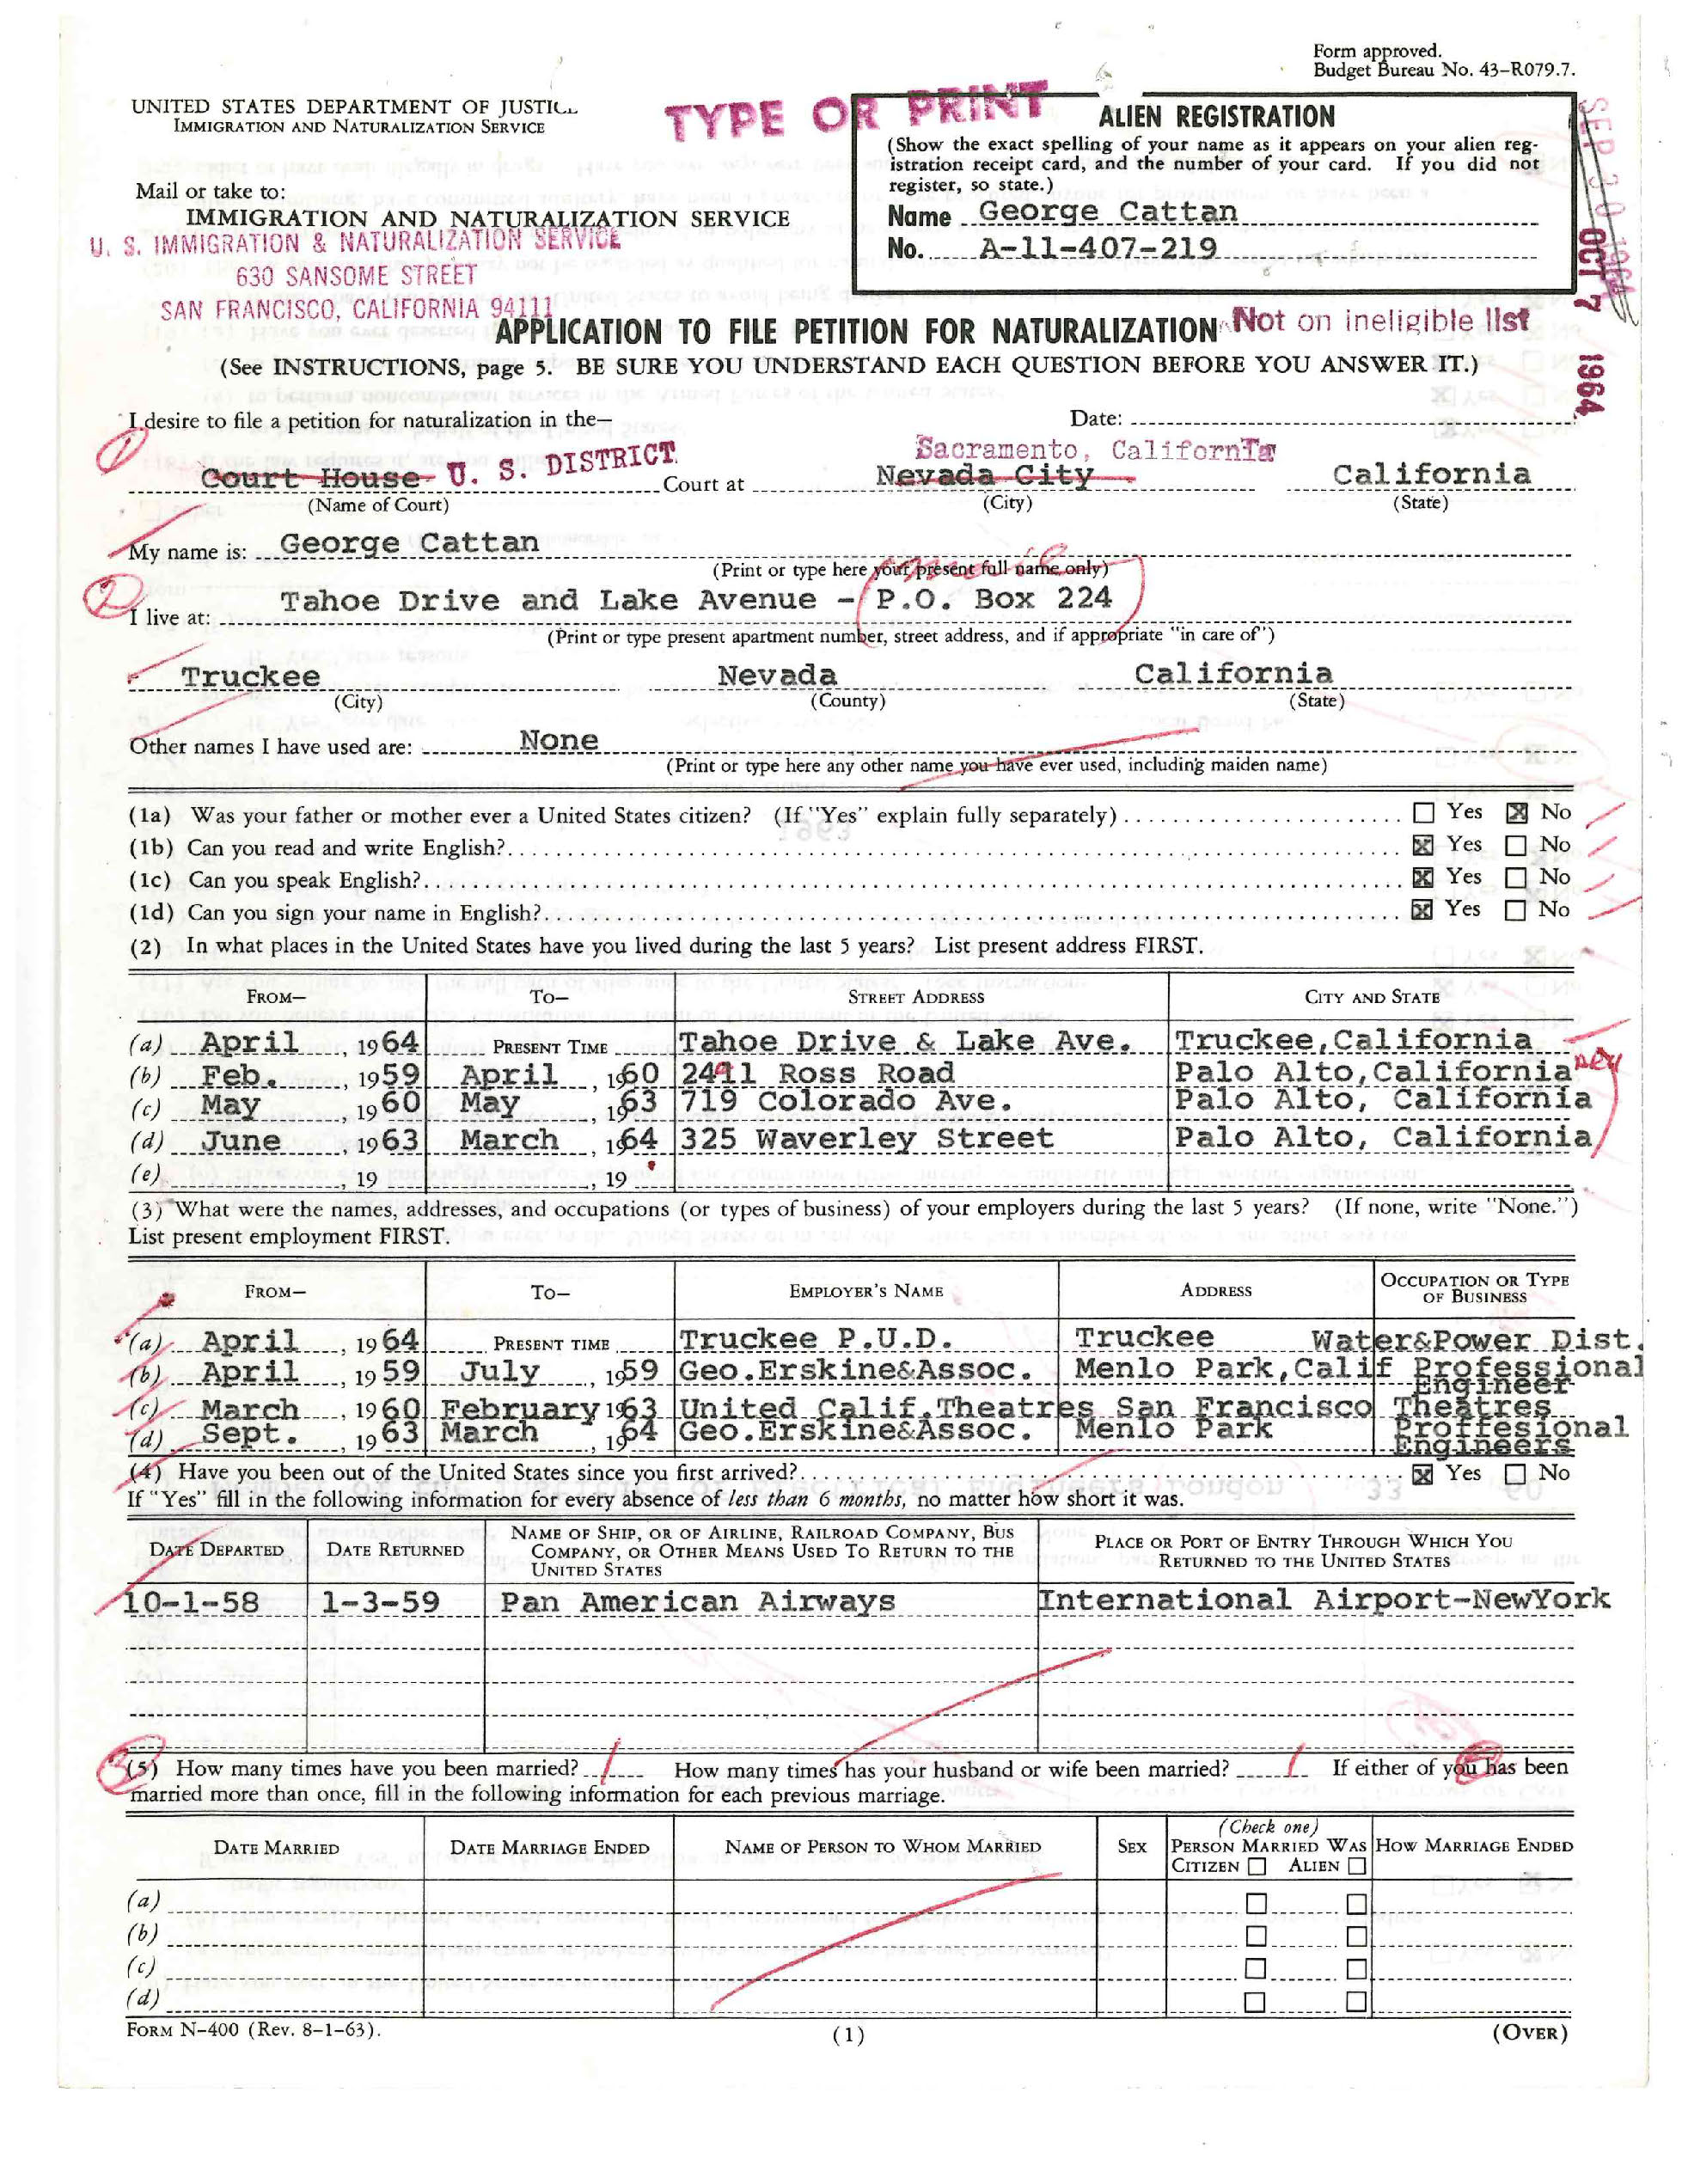 Form approved.
Budget Bureau No. 43-R079.7.
UNITED STATES DEPARTMENT OF JUSTICE
IMMIGRATION AND NATURALIZATION SERVICE
TYPE OR PRINT
ALIEN REGISTRATION
(Show the exact spelling of your name as it appears on your alien reg-
istration receipt card, and the number of your card. If you did not
register, so state.)
Name George Cattan
No. A-11-407-219
SEP 30 1964
OCT 7 1964
Mail or take to:
IMMIGRATION AND NATURALIZATION SERVICE
U. S. IMMIGRATION & NATURALIZATION SERVICE
630 SANSOME STREET
SAN FRANCISCO, CALIFORNIA 94111
APPLICATION TO FILE PETITION FOR NATURALIZATION Not on ineligible list
(See INSTRUCTIONS, page 5. BE SURE YOU UNDERSTAND EACH QUESTION BEFORE YOU ANSWER IT.)
I desire to file a petition for naturalization in the—
Date:
1
Sacramento, California
Court House U. S. DISTRICT Court at Nevada City California
(Name of Court) (City) (State)
My name is: George Cattan
(Print or type here your present full name only)
mail
2
I live at: Tahoe Drive and Lake Avenue - P.O. Box 224
(Print or type present apartment number, street address, and if appropriate "in care of")
Truckee Nevada California
(City) (County) (State)
Other names I have used are: None
(Print or type here any other name you have ever used, including maiden name)
(1a) Was your father or mother ever a United States citizen? (If "Yes" explain fully separately) ☐ Yes ☒ No
(1b) Can you read and write English? ☒ Yes ☐ No
(1c) Can you speak English? ☒ Yes ☐ No
(1d) Can you sign your name in English? ☒ Yes ☐ No
(2) In what places in the United States have you lived during the last 5 years? List present address FIRST.
FROM— TO— STREET ADDRESS CITY AND STATE
(a) April, 1964 PRESENT TIME Tahoe Drive & Lake Ave. Truckee,California
(b) Feb., 1959 April, 1960 2491 Ross Road Palo Alto,California
(c) May, 1960 May, 1963 719 Colorado Ave. Palo Alto, California
(d) June, 1963 March, 1964 325 Waverley Street Palo Alto, California
(e) , 19 , 19
(3) What were the names, addresses, and occupations (or types of business) of your employers during the last 5 years? (If none, write "None.")
List present employment FIRST.
FROM— TO— EMPLOYER'S NAME ADDRESS OCCUPATION OR TYPE
OF BUSINESS
(a) April, 1964 PRESENT TIME Truckee P.U.D. Truckee Water&Power Dist.
(b) April, 1959 July, 1959 Geo.Erskine&Assoc. Menlo Park,Calif Professional
Engineer
(c) March, 1960 February 1963 United Calif.Theatres San Francisco Theatres
(d) Sept., 1963 March, 1964 Geo.Erskine&Assoc. Menlo Park Proffesional
Engineers
(4) Have you been out of the United States since you first arrived? ☒ Yes ☐ No
If "Yes" fill in the following information for every absence of less than 6 months, no matter how short it was.
DATE DEPARTED DATE RETURNED NAME OF SHIP, OR OF AIRLINE, RAILROAD COMPANY, BUS
COMPANY, OR OTHER MEANS USED TO RETURN TO THE
UNITED STATES
PLACE OR PORT OF ENTRY THROUGH WHICH YOU
RETURNED TO THE UNITED STATES
10-1-58 1-3-59 Pan American Airways International Airport-NewYork
3
(5) How many times have you been married? 1 How many times has your husband or wife been married? 1 If either of you has been
married more than once, fill in the following information for each previous marriage.
DATE MARRIED DATE MARRIAGE ENDED NAME OF PERSON TO WHOM MARRIED SEX (Check one)
PERSON MARRIED WAS
CITIZEN ☐ ALIEN ☐
HOW MARRIAGE ENDED
(a) ☐ ☐
(b) ☐ ☐
(c) ☐ ☐
(d) ☐ ☐
FORM N-400 (Rev. 8-1-63).
(1)
(OVER)